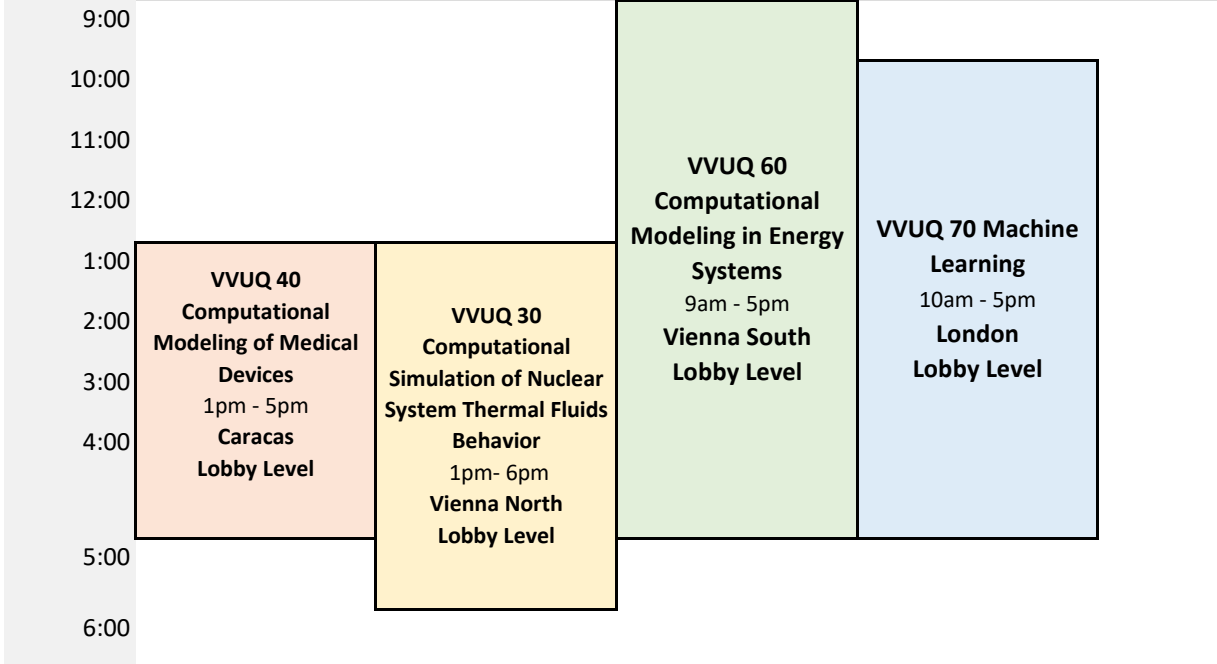 9:00
10:00
11:00
12:00
1:00
2:00
3:00
4:00
5:00
6:00
VVUQ 40
Computational
Modeling of Medical
Devices
1pm - 5pm
Caracas
Lobby Level
VVUQ 30
Computational
Simulation of Nuclear
System Thermal Fluids
Behavior
1pm- 6pm
Vienna North
Lobby Level
VVUQ 60
Computational
Modeling in Energy
Systems
9am - 5pm
Vienna South
Lobby Level
VVUQ 70 Machine
Learning
10am - 5pm
London
Lobby Level